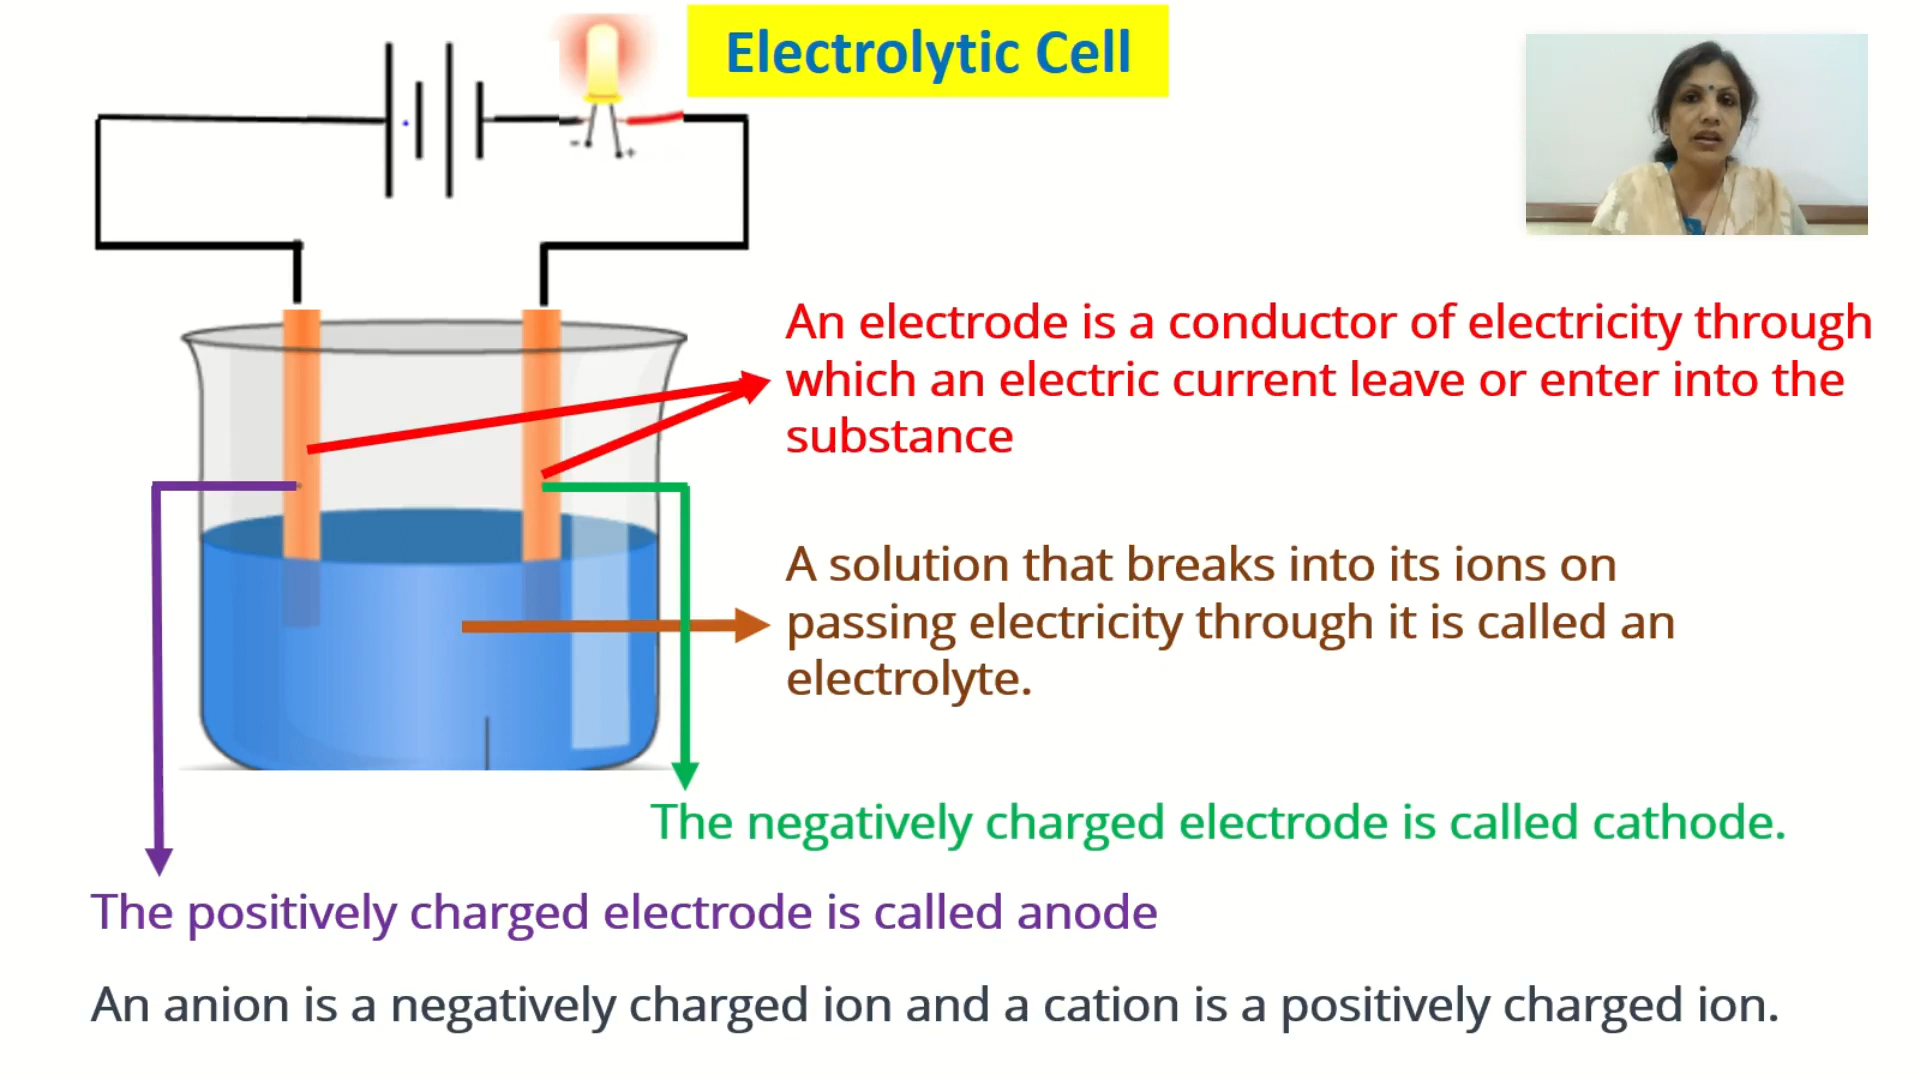 Electrolytic Cell
- +
An electrode is a conductor of electricity through
which an electric current leave or enter into the
substance
A solution that breaks into its ions on
passing electricity through it is called an
electrolyte.
The negatively charged electrode is called cathode.
The positively charged electrode is called anode
An anion is a negatively charged ion and a cation is a positively charged ion.